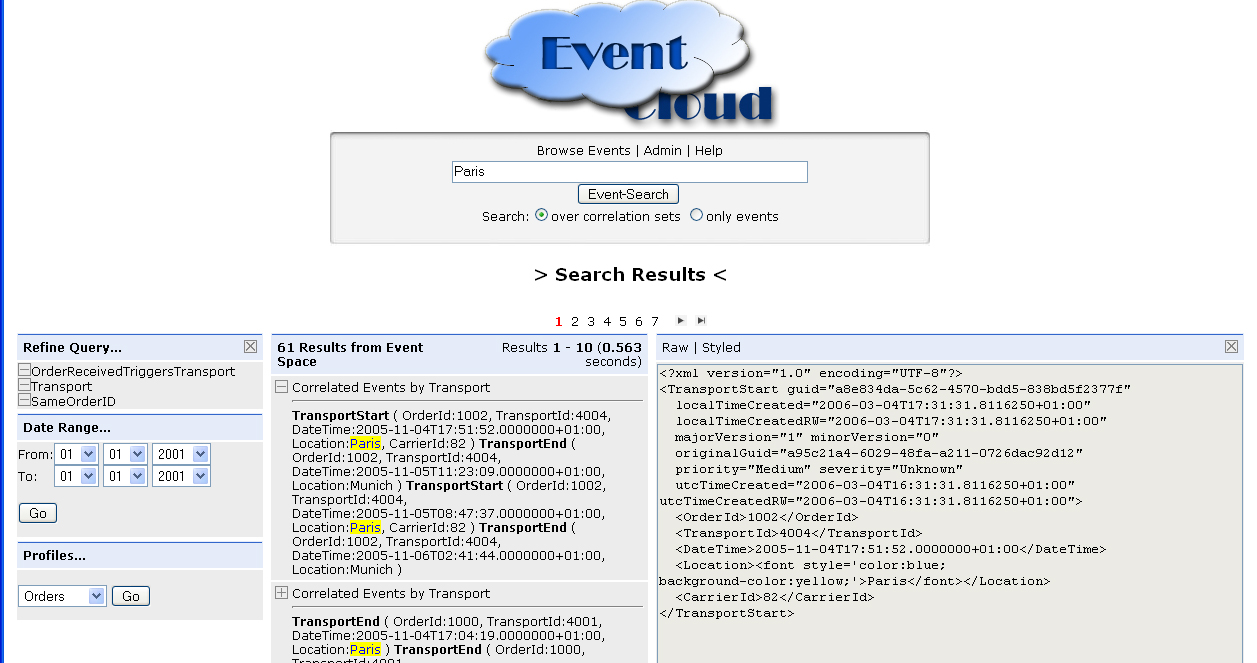 Event
Cloud
Browse Events | Admin | Help
Paris
Event-Search
Search: over correlation sets only events
> Search Results <
1 2 3 4 5 6 7
Refine Query...
OrderReceivedTriggersTransport
Transport
SameOrderID
Date Range...
From: 01 01 2001
To: 01 01 2001
Go
Profiles...
Orders Go
61 Results from Event Space
Results 1 - 10 (0.563 seconds)
Correlated Events by Transport
TransportStart ( OrderId:1002, TransportId:4004,
DateTime:2005-11-04T17:51:52.0000000+01:00,
Location:Paris, CarrierId:82 ) TransportEnd (
OrderId:1002, TransportId:4004,
DateTime:2005-11-05T11:23:09.0000000+01:00,
Location:Munich ) TransportStart ( OrderId:1002,
TransportId:4004,
DateTime:2005-11-05T08:47:37.0000000+01:00,
Location:Paris, CarrierId:82 ) TransportEnd (
OrderId:1002, TransportId:4004,
DateTime:2005-11-06T02:41:44.0000000+01:00,
Location:Munich )
Correlated Events by Transport
TransportEnd ( OrderId:1000, TransportId:4001,
DateTime:2005-11-04T17:04:19.0000000+01:00,
Location:Paris ) TransportEnd ( OrderId:1000,
TransportId:4001,
Raw | Styled
<?xml version="1.0" encoding="UTF-8"?>
<TransportStart guid="a8e834da-5c62-4570-bdd5-838bd5f2377f"
localTimeCreated="2006-03-04T17:31:31.8116250+01:00"
localTimeCreatedRW="2006-03-04T17:31:31.8116250+01:00"
majorVersion="1" minorVersion="0"
originalGuid="a95c21a4-6029-48fa-a211-0726dac92d12"
priority="Medium" severity="Unknown"
utcTimeCreated="2006-03-04T16:31:31.8116250+01:00"
utcTimeCreatedRW="2006-03-04T16:31:31.8116250+01:00">
<OrderId>1002</OrderId>
<TransportId>4004</TransportId>
<DateTime>2005-11-04T17:51:52.0000000+01:00</DateTime>
<Location><font style='color:blue;
background-color:yellow;'>Paris</font></Location>
<CarrierId>82</CarrierId>
</TransportStart>